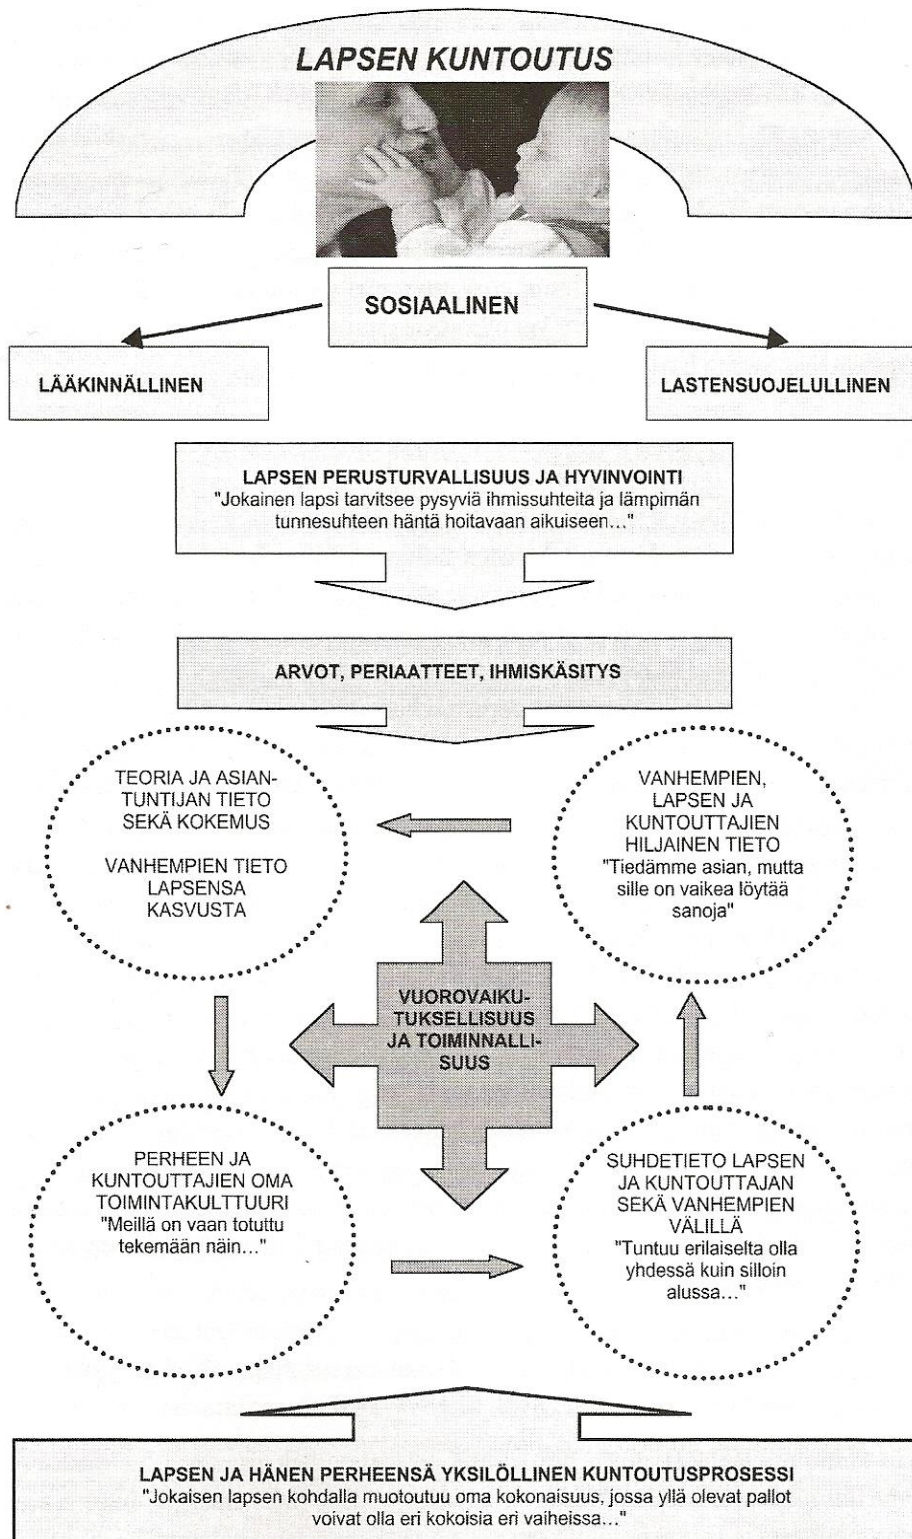 LAPSEN KUNTOUTUS
SOSIAALINEN
LÄÄKINNÄLLINEN
LASTENSUOJELULLINEN
LAPSEN PERUSTURVALLISUUS JA HYVINVOINTI
"Jokainen lapsi tarvitsee pysyviä ihmissuhteita ja lämpimän
tunnesuhteen häntä hoitavaan aikuiseen..."
ARVOT, PERIAATTEET, IHMISKÄSITYS
TEORIA JA ASIAN-
TUNTIJAN TIETO
SEKÄ KOKEMUS
VANHEMPIEN TIETO
LAPSENSA
KASVUSTA
VANHEMPIEN,
LAPSEN JA
KUNTOUTTAJIEN
HILJAINEN TIETO
"Tiedämme asian, mutta
sille on vaikea löytää
sanoja"
VUOROVAIKU-
TUKSELLISUUS
JA TOIMINNALLI-
SUUS
PERHEEN JA
KUNTOUTTAJIEN OMA
TOIMINTAKULTTUURI
"Meillä on vaan totuttu
tekemään näin..."
SUHDETIETO LAPSEN
JA KUNTOUTTAJAN
SEKÄ VANHEMPIEN
VÄLILLÄ
"Tuntuu erilaiselta olla
yhdessä kuin silloin
alussa..."
LAPSEN JA HÄNEN PERHEENSÄ YKSILÖLLINEN KUNTOUTUSPROSESSI
"Jokaisen lapsen kohdalla muotoutuu oma kokonaisuus, jossa yllä olevat pallot
voivat olla eri kokoisia eri vaiheissa..."